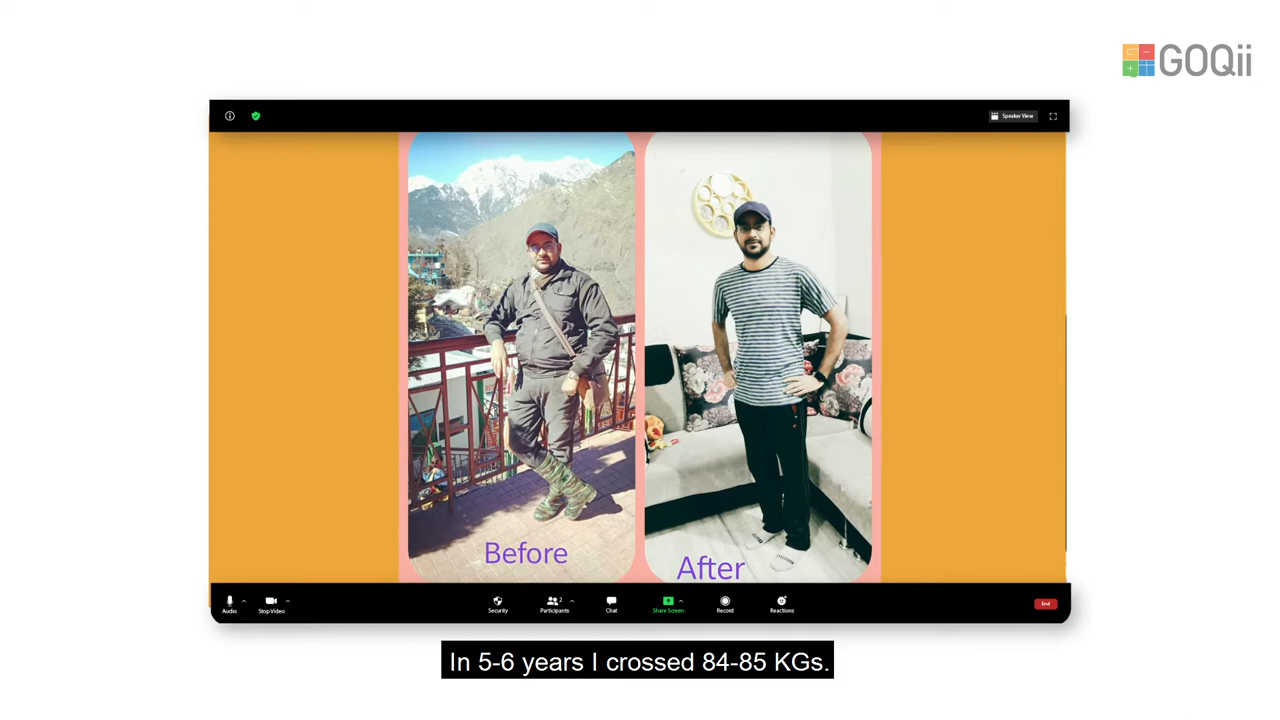 GOQii
Speaker View
Before
After
Audio
Stop Video
Security
Participants
2
Chat
Share Screen
Record
Reactions
End
In 5-6 years I crossed 84-85 KGs.